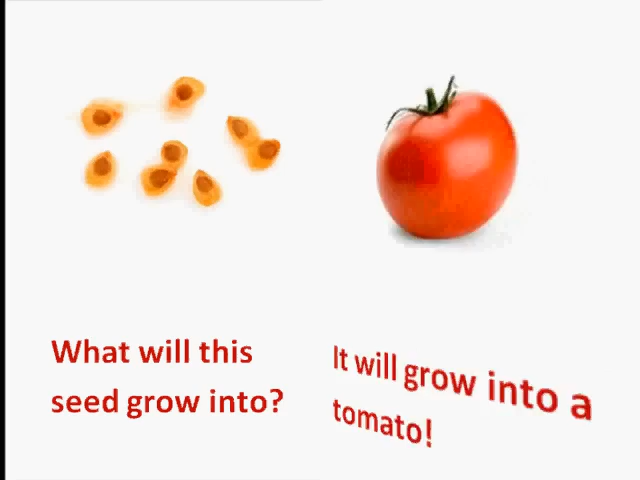 What will this
seed grow into?
It will grow into a
tomato!